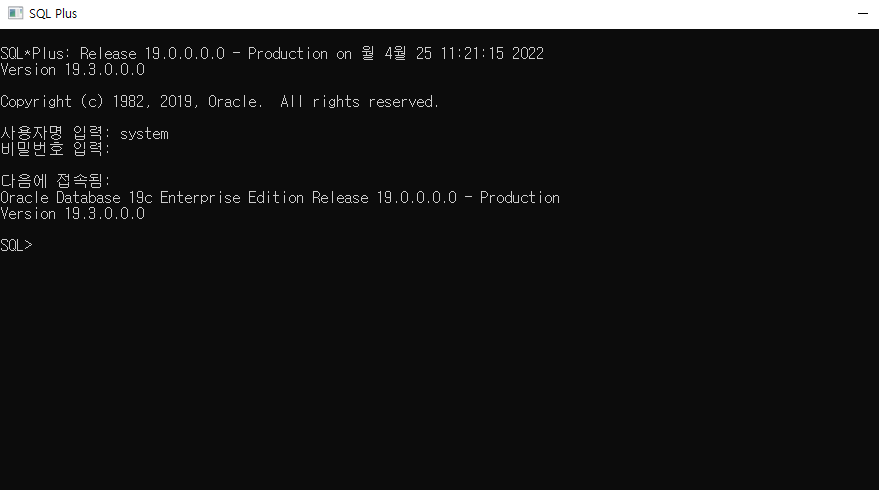 SQL Plus
SQL*Plus: Release 19.0.0.0.0 - Production on 월 4월 25 11:21:15 2022
Version 19.3.0.0.0
Copyright (c) 1982, 2019, Oracle.  All rights reserved.
사용자명 입력: system
비밀번호 입력:
다음에 접속됨:
Oracle Database 19c Enterprise Edition Release 19.0.0.0.0 - Production
Version 19.3.0.0.0
SQL>